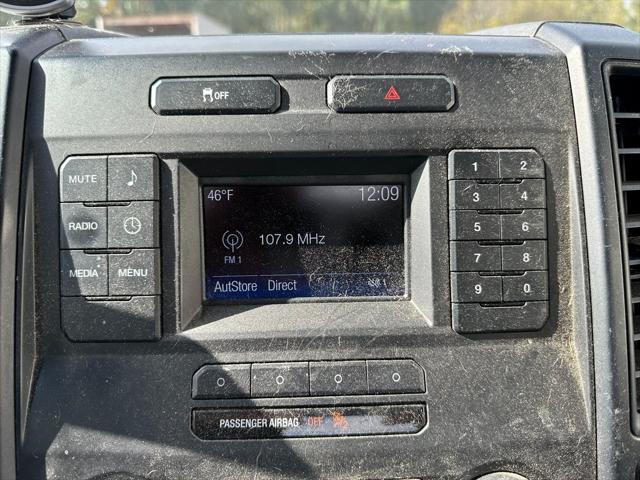 OFF
MUTE
RADIO
MEDIA MENU
46°F 12:09
107.9 MHz
FM 1
AutStore Direct
1 2
3 4
5 6
7 8
9 0
PASSENGER AIRBAG OFF